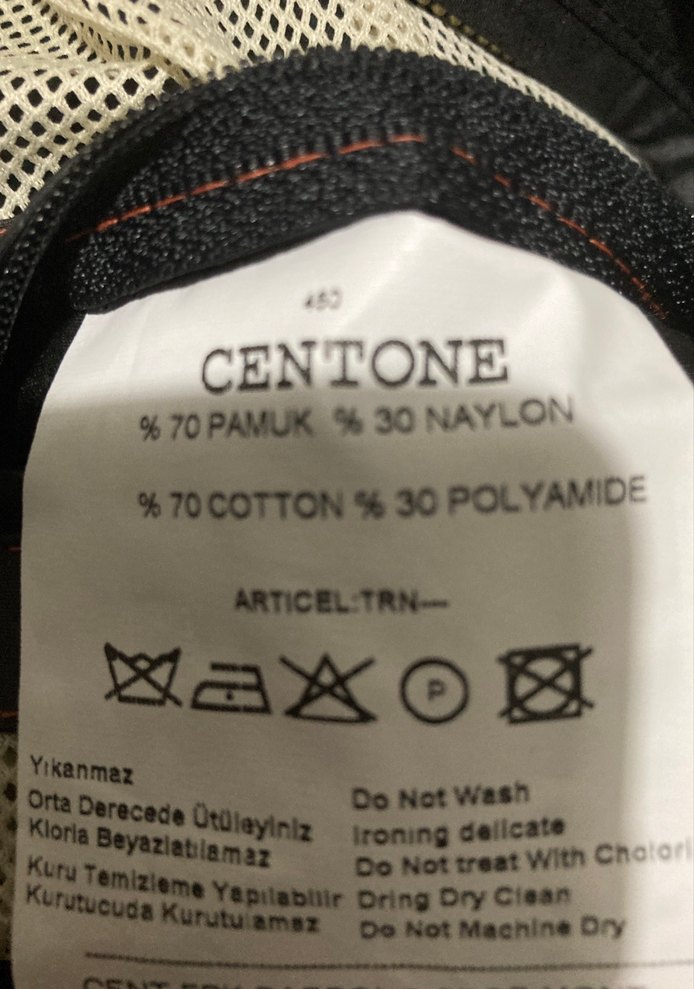 450
CENTONE
% 70 PAMUK % 30 NAYLON
% 70 COTTON % 30 POLYAMIDE
ARTICEL:TRN---
P
Yıkanmaz
Orta Derecede Ütüleyiniz
Kloria Beyazlatılamaz
Kuru Temizleme Yapılabilir
Kurutucuda Kurutulamaz
Do Not Wash
Ironing delicate
Do Not treat With Cholori
Dring Dry Clean
Do Not Machine Dry